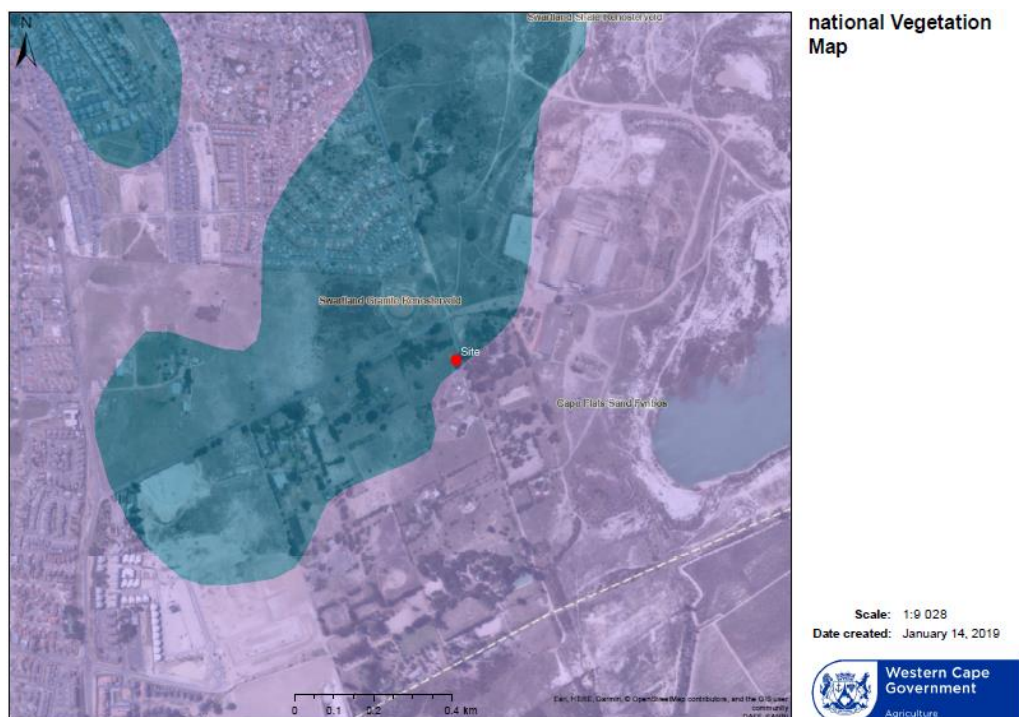 national Vegetation
Map
N
Swartland Shale Renosterveld
Swartland Granite Renosterveld
Site
Cape Flats Sand Fynbos
0 0.1 0.2 0.4 km
Esri, HERE, Garmin, © OpenStreetMap contributors, and the GIS user
community
Scale: 1:9 028
Date created: January 14, 2019
Western Cape
Government
Agriculture